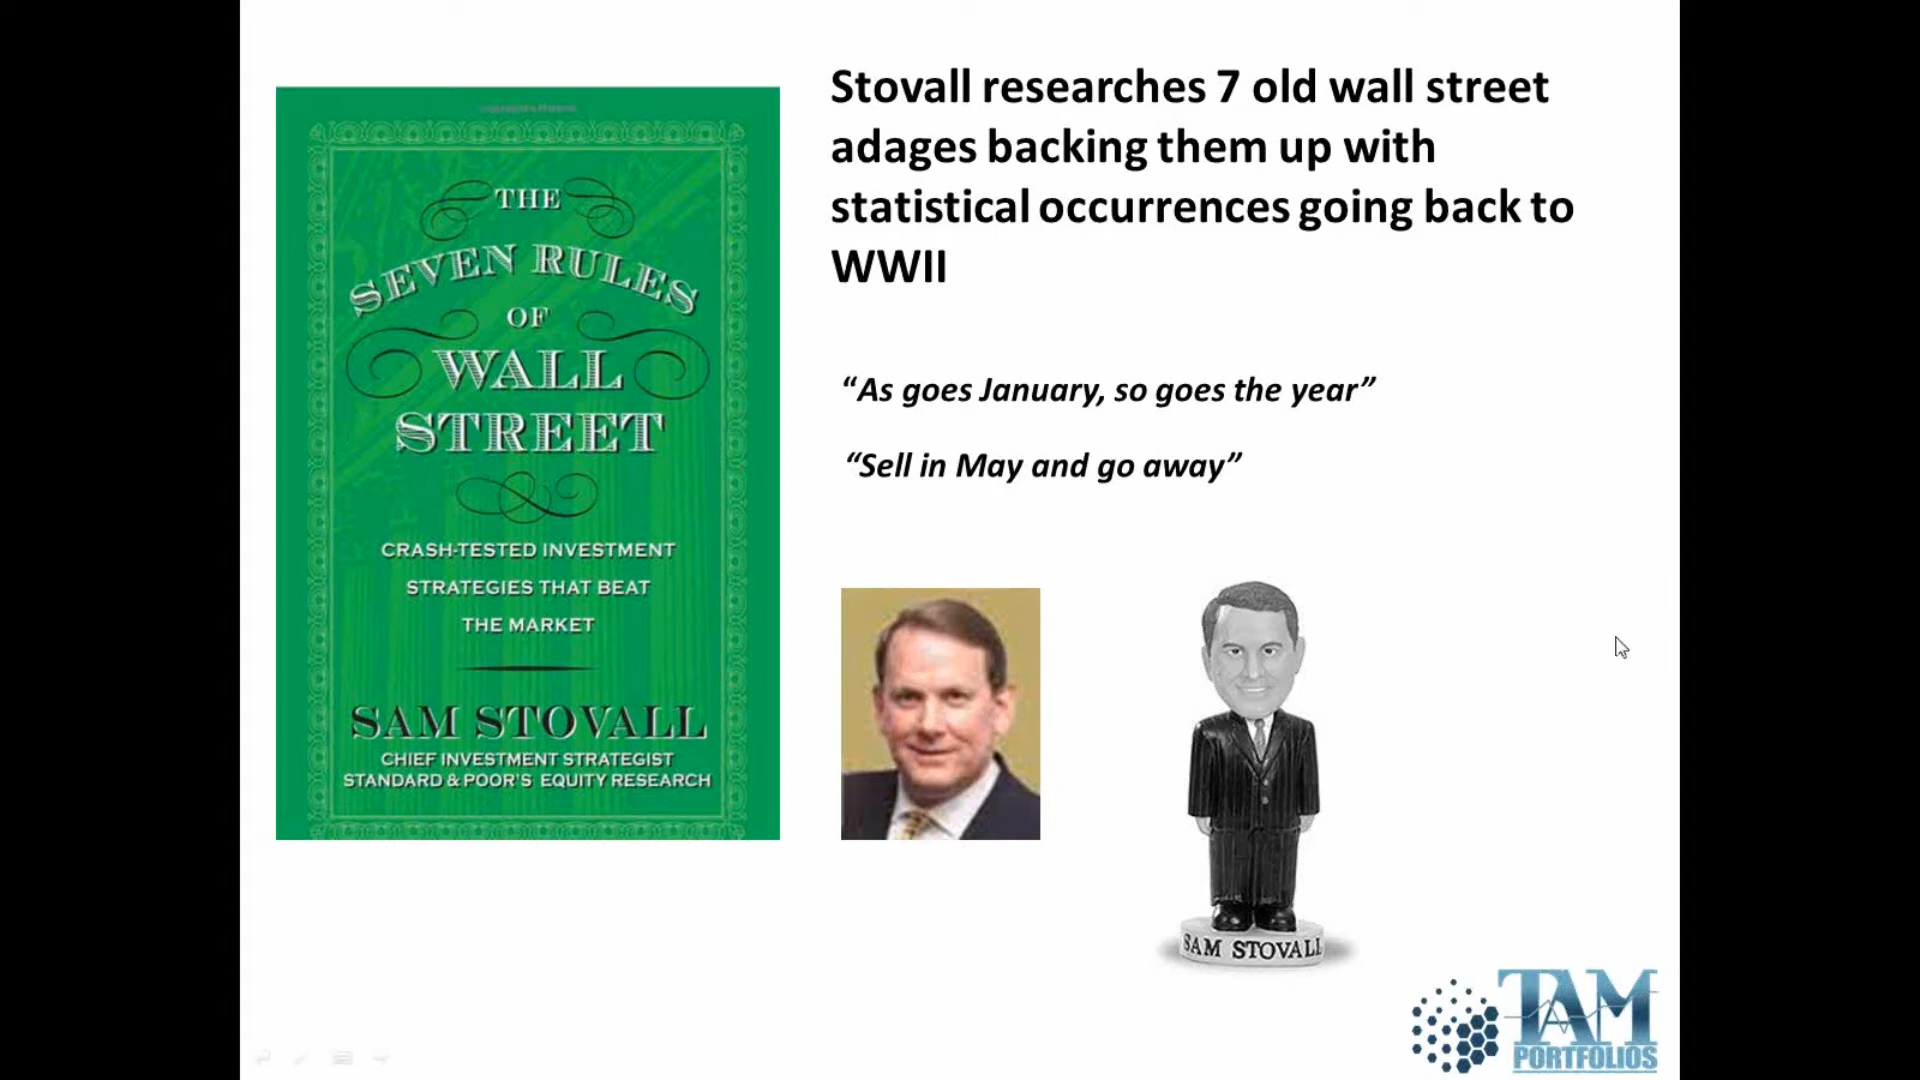 THE
SEVEN RULES
OF
WALL
STREET
CRASH-TESTED INVESTMENT
STRATEGIES THAT BEAT
THE MARKET
SAM STOVALL
CHIEF INVESTMENT STRATEGIST
STANDARD & POOR'S EQUITY RESEARCH
Stovall researches 7 old wall street
adages backing them up with
statistical occurrences going back to
WWII
“As goes January, so goes the year”
“Sell in May and go away”
SAM STOVALL
TAM
PORTFOLIOS